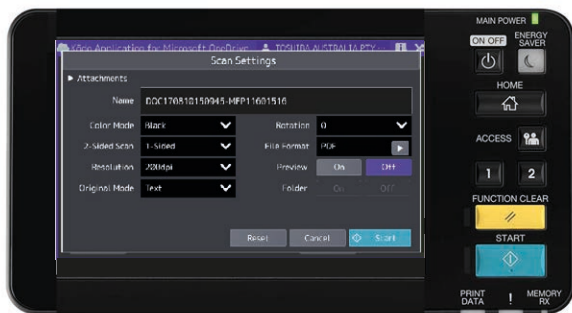 MAIN POWER
ON OFF ENERGY SAVER
Application for Microsoft OneDrive TOSHIBA AUSTRALIA PTY
Scan Settings
Attachments
Name DOC170810150945-MFP11601516
Color Mode Black Rotation 0
2-Sided Scan 1-Sided File Format PDF
Resolution 200dpi Preview On Off
Original Mode Text Folder On Off
Reset Cancel Start
HOME
ACCESS
1 2
FUNCTION CLEAR
START
PRINT DATA ! MEMORY RX